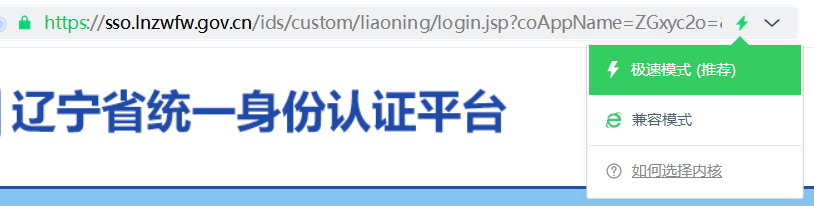 https://sso.lnzwfw.gov.cn/ids/custom/liaoning/login.jsp?coAppName=ZGxyc2o=
极速模式 (推荐)
辽宁省统一身份认证平台
兼容模式
如何选择内核